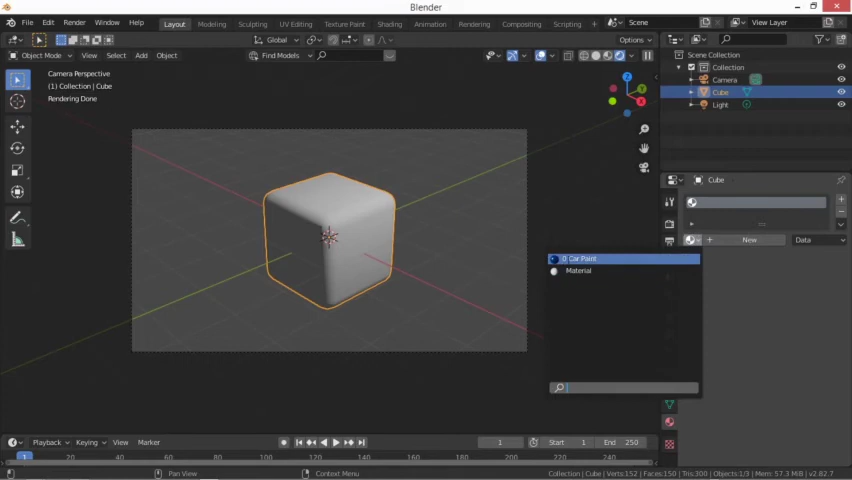 Blender
File Edit Render Window Help Layout Modeling Sculpting UV Editing Texture Paint Shading Animation Rendering Compositing Scripting Scene View Layer
Global Options
Object Mode View Select Add Object Find Models
Camera Perspective
(1) Collection | Cube
Rendering Done
Scene Collection
Collection
Camera
Cube
Light
Cube
New Data
0 Car Paint
Material
Playback Keying View Marker 1 Start 1 End 250
1 20 40 60 80 100 120 140 160 180 200 220 240
Pan View Context Menu Collection | Cube | Verts:152 | Faces:150 | Tris:300 | Objects:1/3 | Mem: 57.3 MiB | v2.82.7